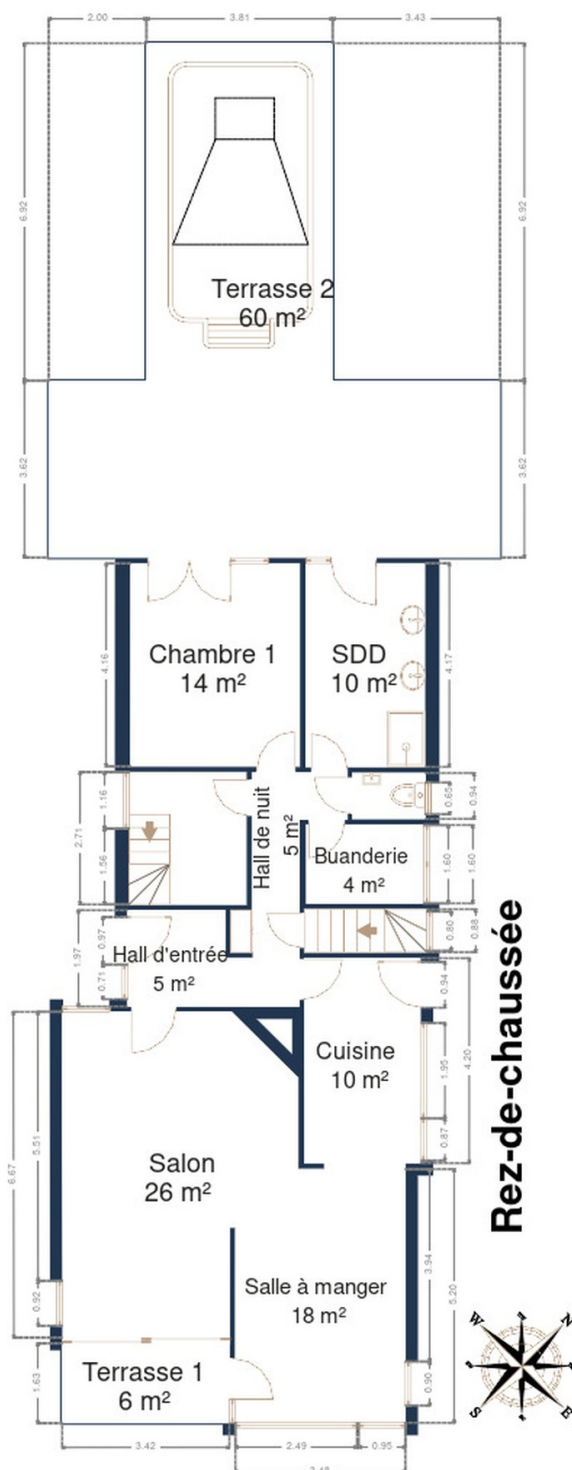 2.00 3.81 3.43
6.92 6.92
Terrasse 2
60 m²
3.62 3.62
4.16 4.17
Chambre 1
14 m²
SDD
10 m²
2.71 1.16
1.56
0.65 0.94
Hall de nuit
5 m²
Buanderie
4 m²
1.60 1.60
0.80 0.88
1.97 0.97
0.71
Hall d'entrée
5 m²
0.94
Cuisine
10 m²
1.95 4.20
0.87
Rez-de-chaussée
6.67 5.51
Salon
26 m²
0.92
Salle à manger
18 m²
3.94 5.20
0.90
Terrasse 1
6 m²
1.63
3.42 2.49 0.95
3.48
W N
S E